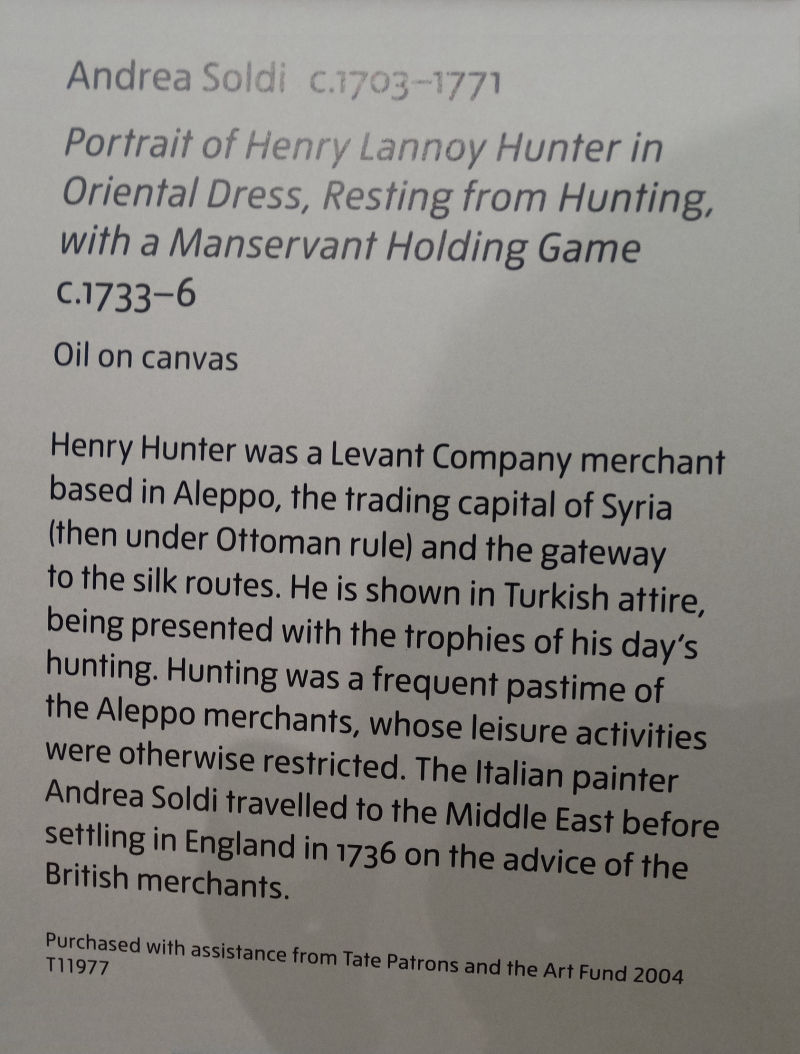 Andrea Soldi c.1703–1771
Portrait of Henry Lannoy Hunter in
Oriental Dress, Resting from Hunting,
with a Manservant Holding Game
c.1733–6
Oil on canvas
Henry Hunter was a Levant Company merchant
based in Aleppo, the trading capital of Syria
(then under Ottoman rule) and the gateway
to the silk routes. He is shown in Turkish attire,
being presented with the trophies of his day's
hunting. Hunting was a frequent pastime of
the Aleppo merchants, whose leisure activities
were otherwise restricted. The Italian painter
Andrea Soldi travelled to the Middle East before
settling in England in 1736 on the advice of the
British merchants.
Purchased with assistance from Tate Patrons and the Art Fund 2004
T11977